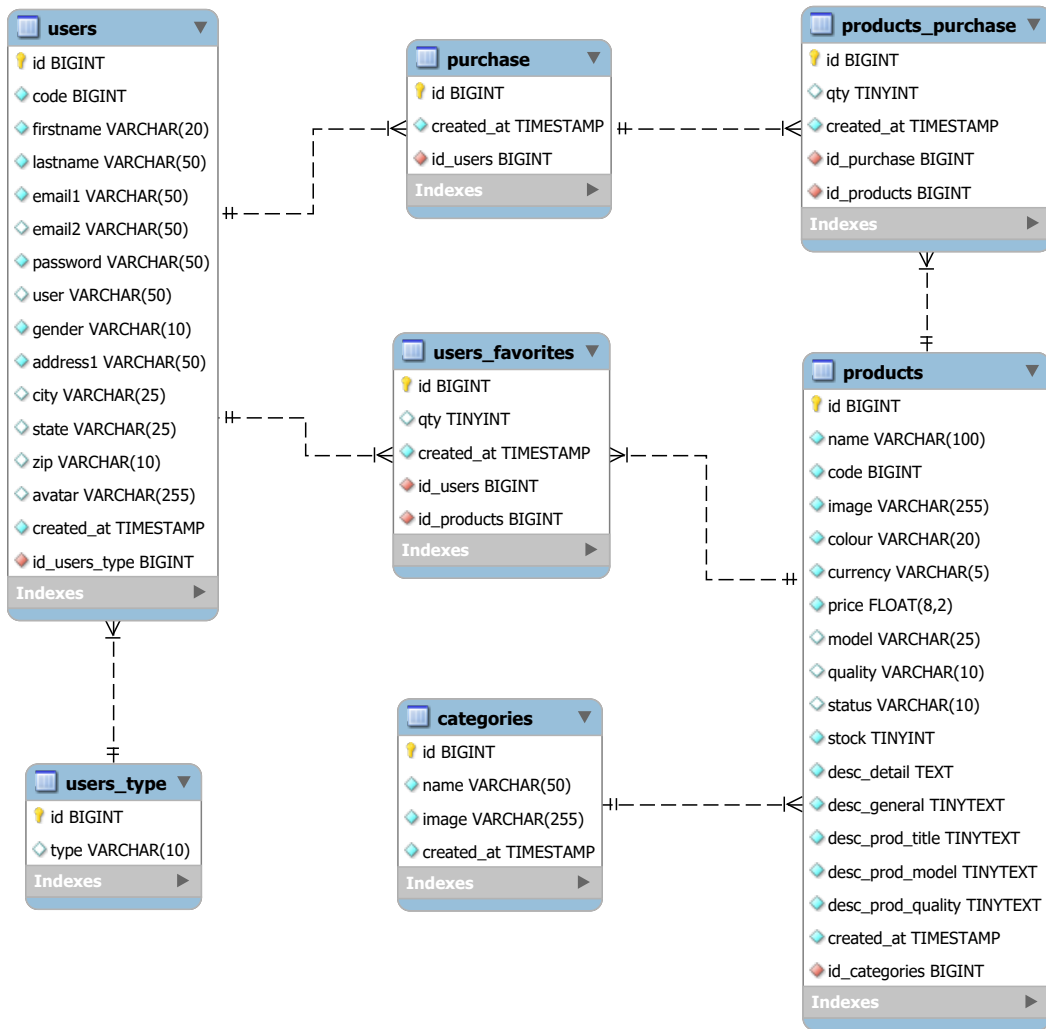 users
id BIGINT
code BIGINT
firstname VARCHAR(20)
lastname VARCHAR(50)
email1 VARCHAR(50)
email2 VARCHAR(50)
password VARCHAR(50)
user VARCHAR(50)
gender VARCHAR(10)
address1 VARCHAR(50)
city VARCHAR(25)
state VARCHAR(25)
zip VARCHAR(10)
avatar VARCHAR(255)
created_at TIMESTAMP
id_users_type BIGINT
Indexes
users_type
id BIGINT
type VARCHAR(10)
Indexes
purchase
id BIGINT
created_at TIMESTAMP
id_users BIGINT
Indexes
users_favorites
id BIGINT
qty TINYINT
created_at TIMESTAMP
id_users BIGINT
id_products BIGINT
Indexes
categories
id BIGINT
name VARCHAR(50)
image VARCHAR(255)
created_at TIMESTAMP
Indexes
products_purchase
id BIGINT
qty TINYINT
created_at TIMESTAMP
id_purchase BIGINT
id_products BIGINT
Indexes
products
id BIGINT
name VARCHAR(100)
code BIGINT
image VARCHAR(255)
colour VARCHAR(20)
currency VARCHAR(5)
price FLOAT(8,2)
model VARCHAR(25)
quality VARCHAR(10)
status VARCHAR(10)
stock TINYINT
desc_detail TEXT
desc_general TINYTEXT
desc_prod_title TINYTEXT
desc_prod_model TINYTEXT
desc_prod_quality TINYTEXT
created_at TIMESTAMP
id_categories BIGINT
Indexes